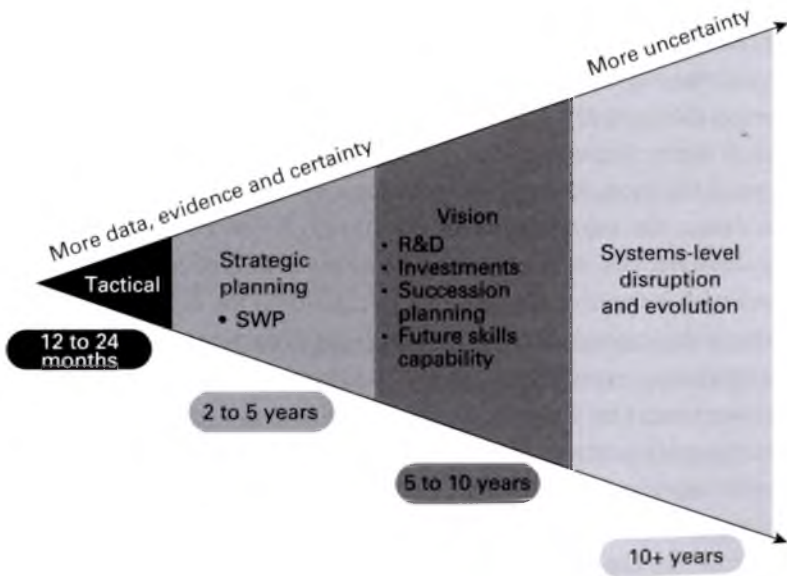 More uncertainty
More data, evidence and certainty
Tactical
12 to 24
months
Strategic
planning
• SWP
2 to 5 years
Vision
• R&D
• Investments
• Succession
planning
• Future skills
capability
5 to 10 years
Systems-level
disruption
and evolution
10+ years